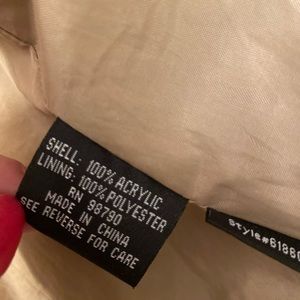 SHELL: 100% ACRYLIC
LINING: 100% POLYESTER
RN 98790
MADE IN CHINA
SEE REVERSE FOR CARE